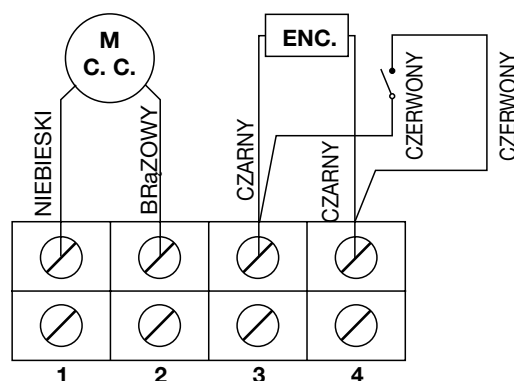 M
C. C.
ENC.
NIEBIESKI
BRąZOWY
CZARNY
CZARNY
CZERWONY
CZERWONY
1
2
3
4